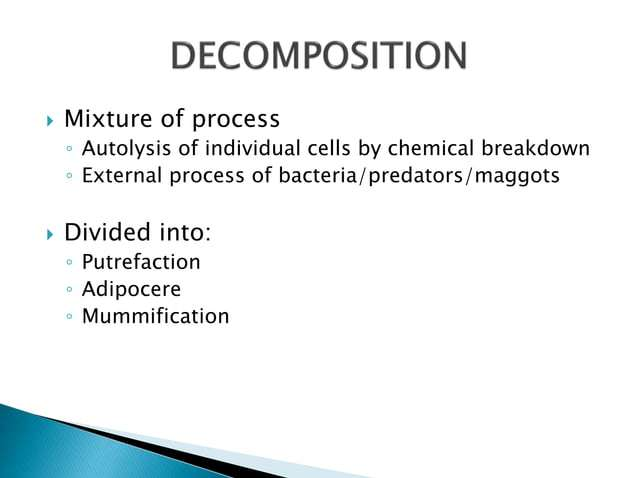 DECOMPOSITION
Mixture of process
Autolysis of individual cells by chemical breakdown
External process of bacteria/predators/maggots
Divided into:
Putrefaction
Adipocere
Mummification